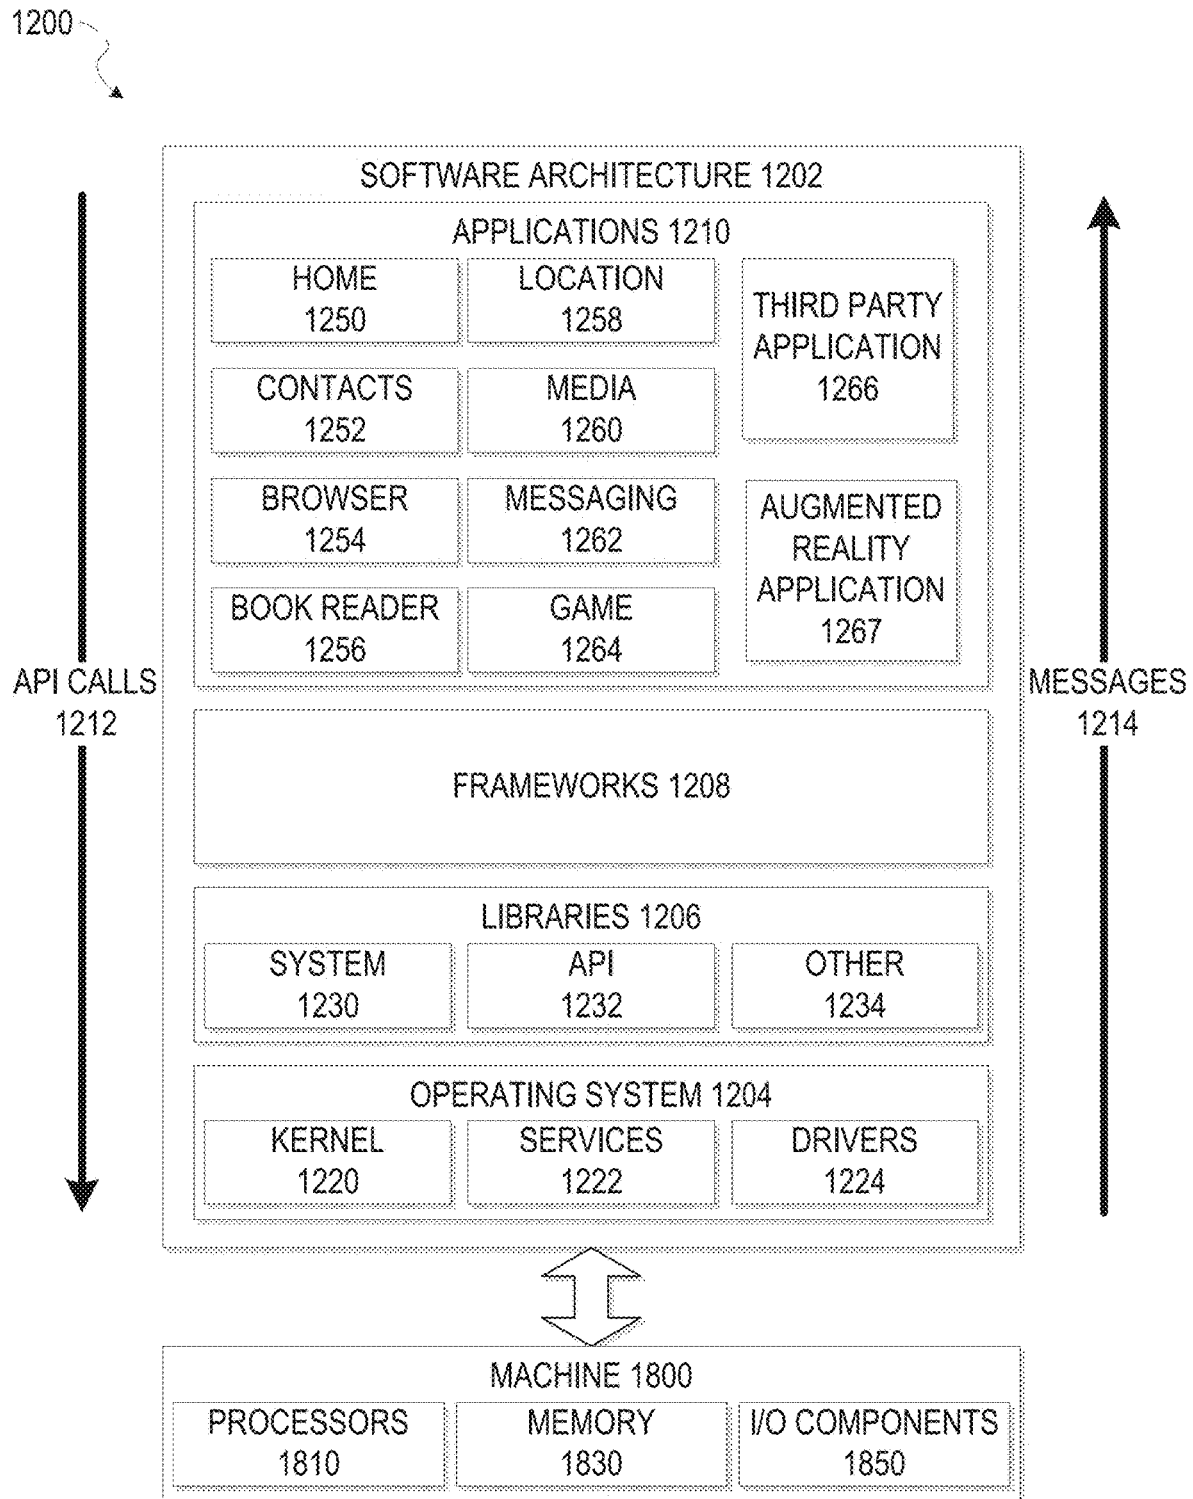 1200
SOFTWARE ARCHITECTURE 1202
APPLICATIONS 1210
HOME
1250
LOCATION
1258
THIRD PARTY
APPLICATION
1266
CONTACTS
1252
MEDIA
1260
BROWSER
1254
MESSAGING
1262
AUGMENTED
REALITY
APPLICATION
1267
BOOK READER
1256
GAME
1264
API CALLS
1212
MESSAGES
1214
FRAMEWORKS 1208
LIBRARIES 1206
SYSTEM
1230
API
1232
OTHER
1234
OPERATING SYSTEM 1204
KERNEL
1220
SERVICES
1222
DRIVERS
1224
MACHINE 1800
PROCESSORS
1810
MEMORY
1830
I/O COMPONENTS
1850